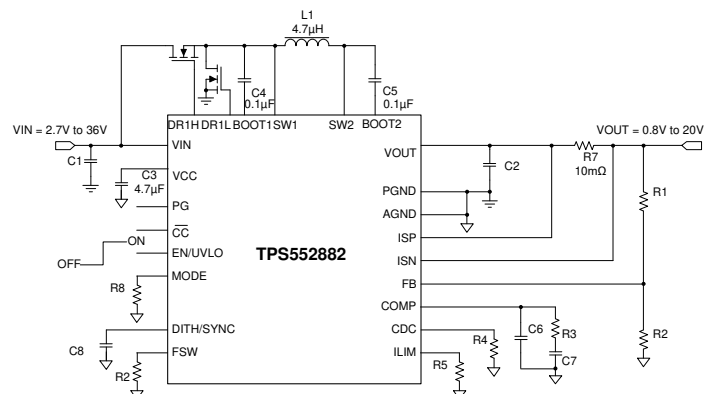 L1
4.7µH
C4
0.1µF
C5
0.1µF
DR1H DR1L BOOT1 SW1 SW2 BOOT2
VIN = 2.7V to 36V
C1
VIN
C3
4.7µF
VCC
PG
CC
ON
OFF
EN/UVLO
MODE
R8
DITH/SYNC
C8
FSW
R2
TPS552882
VOUT
VOUT = 0.8V to 20V
C2
R7
10mΩ
PGND
AGND
R1
ISP
ISN
FB
COMP
CDC
ILIM
C6
R3
C7
R4
R5
R2